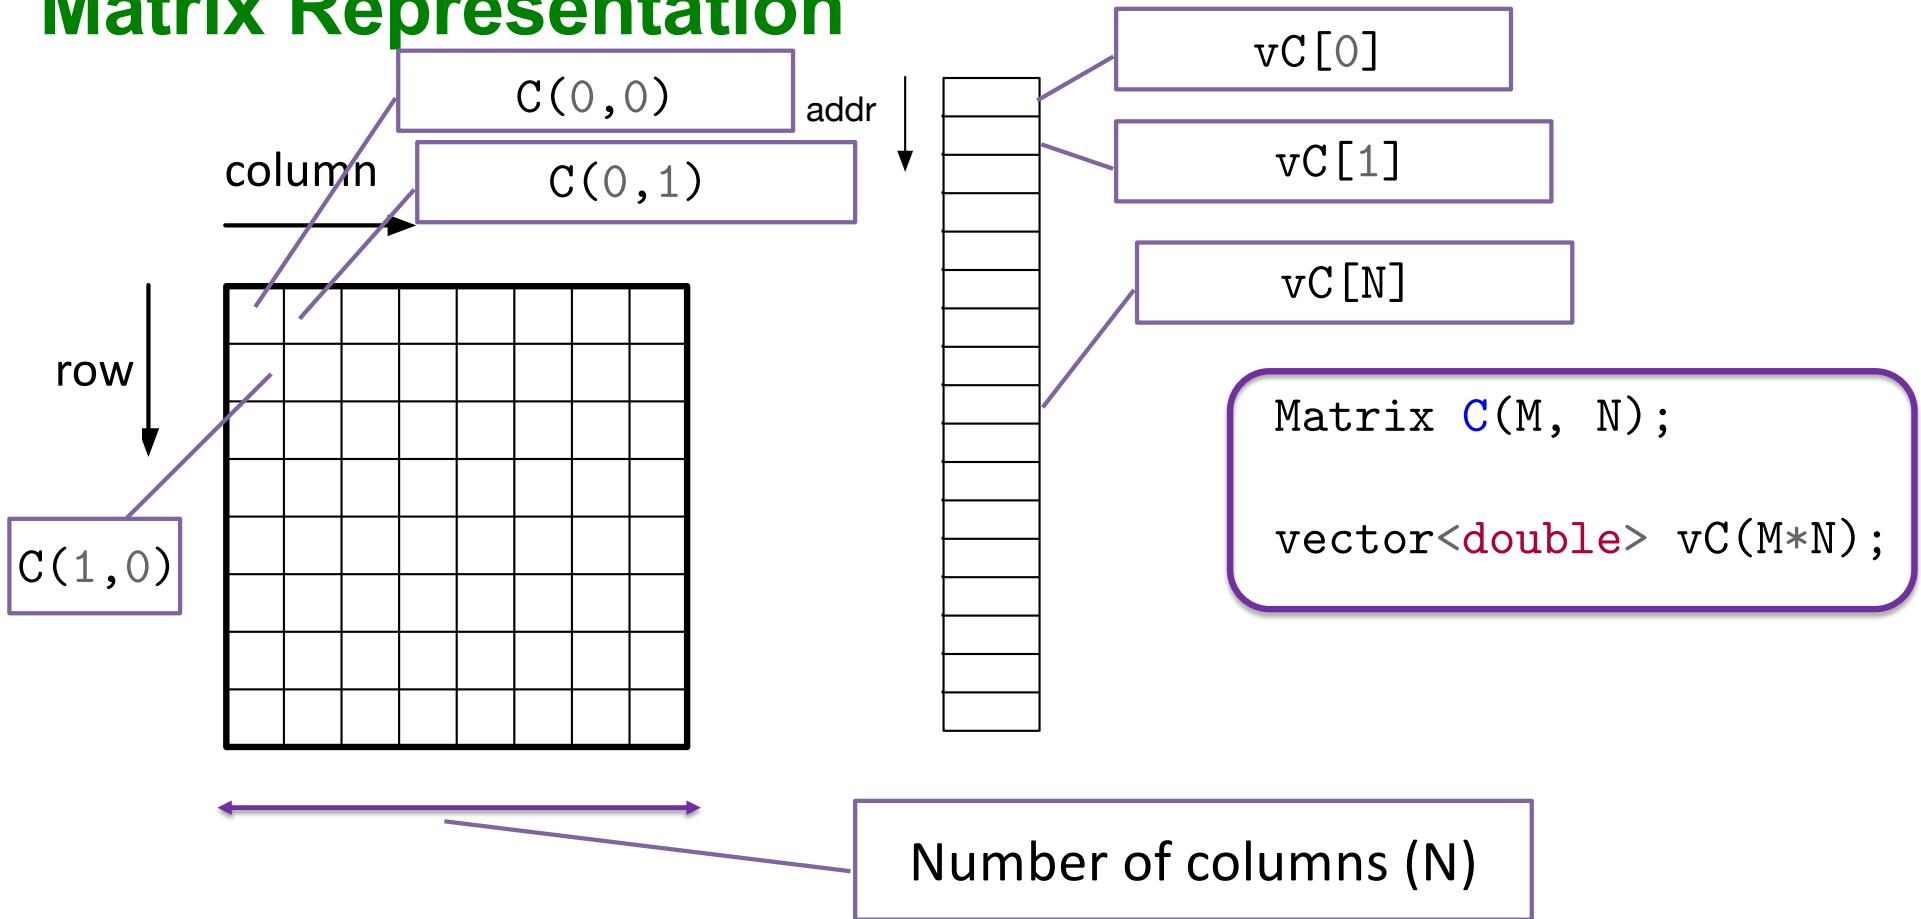 Matrix Representation
C(0,0)
addr
vC[0]
column
C(0,1)
vC[1]
vC[N]
row
Matrix C(M, N);
vector<double> vC(M*N);
C(1,0)
Number of columns (N)